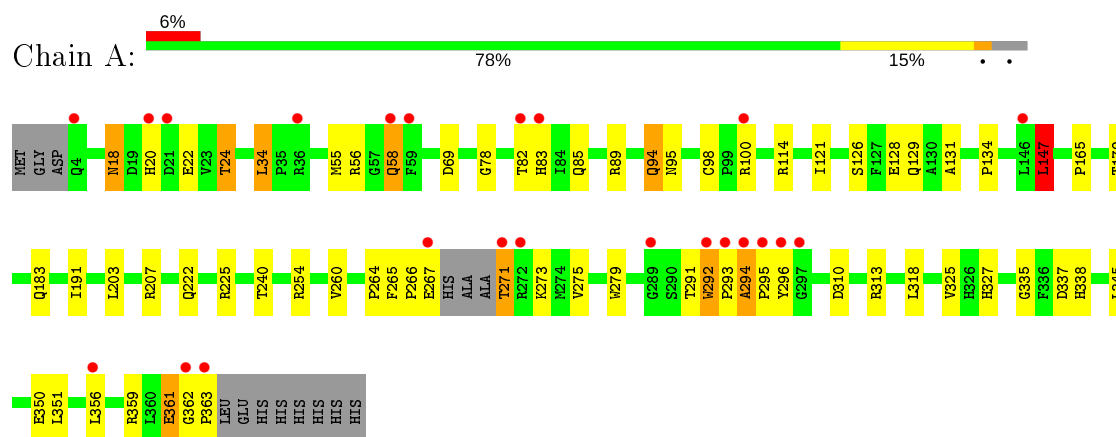 6%
Chain A:
78% 15% • •
MET GLY ASP Q4 N18 D19 H20 D21 E22 V23 T24 L34 P35 R36 M55 R56 G57 Q58 F59 D69 G78 T82 H83 I84 Q85 R89 Q94 N95 C98 P99 R100 R114 I121 S126 F127 E128 Q129 A130 A131 P134 L146 L147 P165
Q183 I191 L203 R207 Q222 R225 T240 R254 V260 P264 F265 P266 E267 HIS ALA ALA T271 R272 K273 M274 V275 W279 G289 S290 T291 W292 P293 A294 P295 Y296 G297 D310 R313 L318 V325 H326 H327 G335 F336 D337 H338
E350 L351 L356 R359 L360 E361 G362 P363 LEU GLU HIS HIS HIS HIS HIS HIS